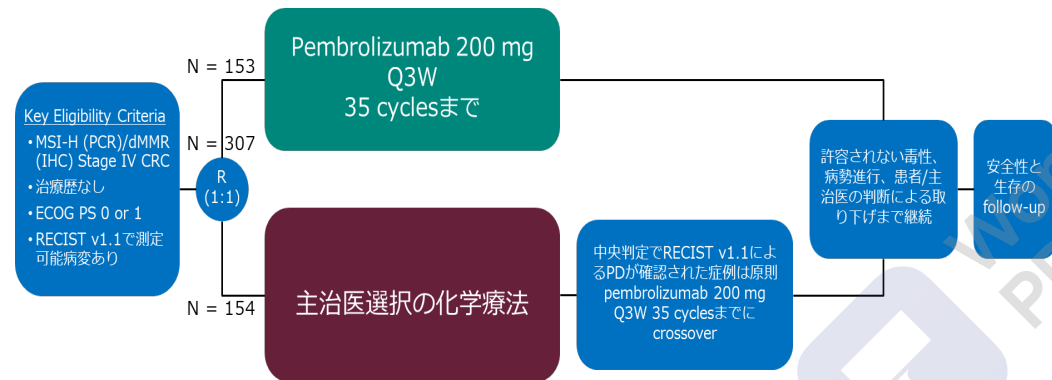 Key Eligibility Criteria
•MSI-H (PCR)/dMMR
(IHC) Stage IV CRC
•治療歴なし
•ECOG PS 0 or 1
•RECIST v1.1で測定
可能病変あり
N = 153
N = 307
R
(1:1)
N = 154
Pembrolizumab 200 mg
Q3W
35 cyclesまで
主治医選択の化学療法
中央判定でRECIST v1.1によ
るPDが確認された症例は原則
pembrolizumab 200 mg
Q3W 35 cyclesまでに
crossover
許容されない毒性、
病勢進行、患者/主
治医の判断による取
り下げまで継続
安全性と
生存の
follow-up